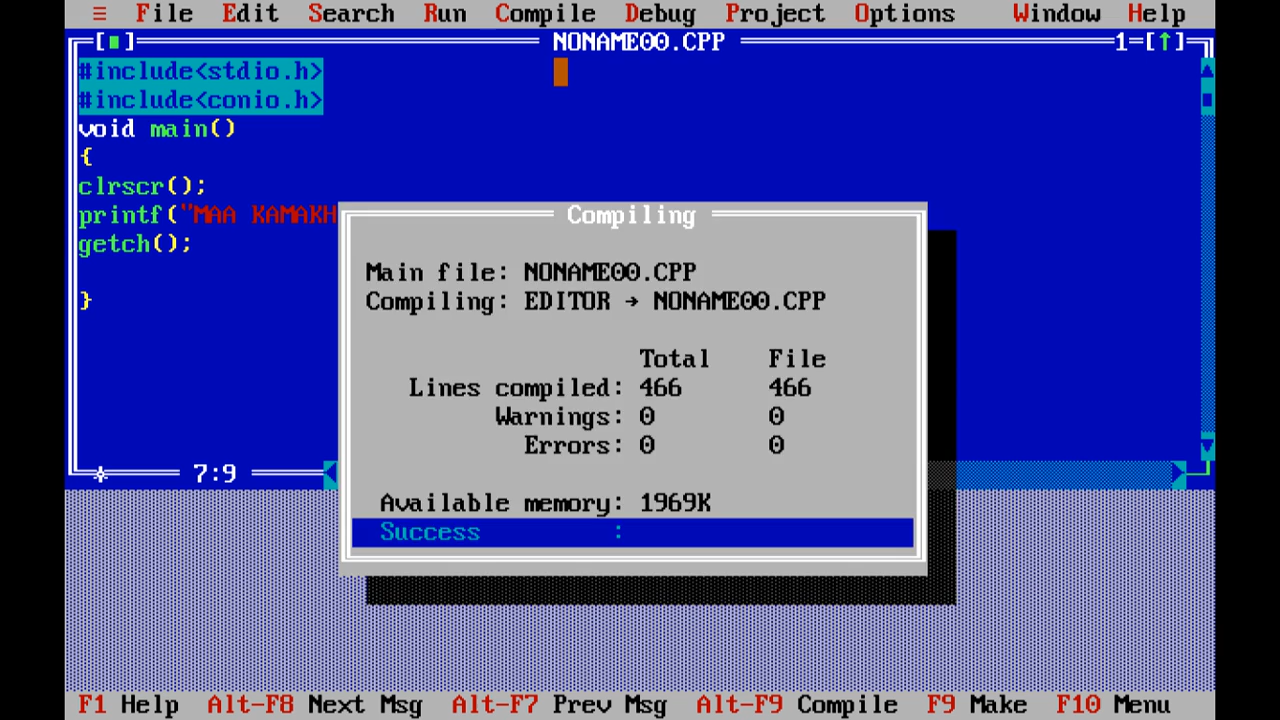 ≡ File Edit Search Run Compile Debug Project Options Window Help
[■] NONAME00.CPP 1=[↑]
#include<stdio.h>
#include<conio.h>
void main()
{
clrscr();
printf("MAA KAMAKH
getch();
}
7:9
Compiling
Main file: NONAME00.CPP
Compiling: EDITOR → NONAME00.CPP
Total File
Lines compiled: 466 466
Warnings: 0 0
Errors: 0 0
Available memory: 1969K
Success :
F1 Help Alt-F8 Next Msg Alt-F7 Prev Msg Alt-F9 Compile F9 Make F10 Menu